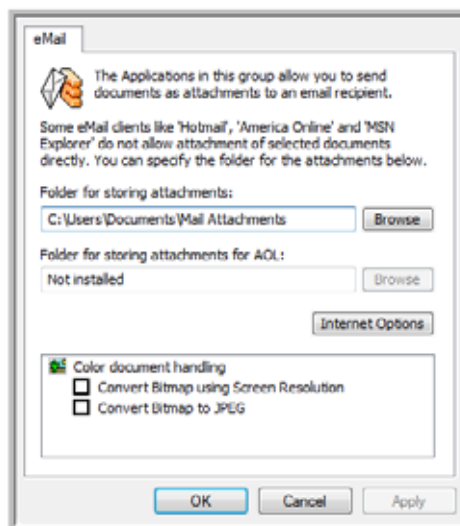 eMail
The Applications in this group allow you to send
documents as attachments to an email recipient.
Some eMail clients like 'Hotmail', 'America Online' and 'MSN
Explorer' do not allow attachment of selected documents
directly. You can specify the folder for the attachments below.
Folder for storing attachments:
C:\Users\Documents\Mail Attachments
Browse
Folder for storing attachments for AOL:
Not installed
Browse
Internet Options
Color document handling
Convert Bitmap using Screen Resolution
Convert Bitmap to JPEG
OK
Cancel
Apply